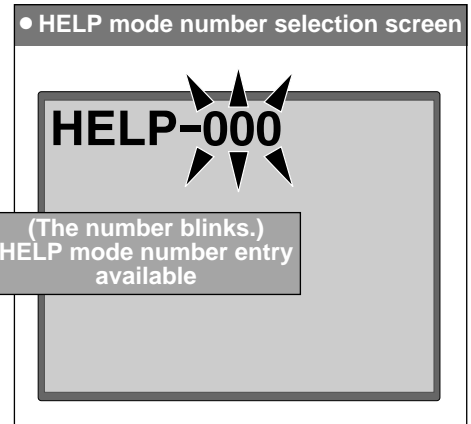 ● HELP mode number selection screen
HELP-000
(The number blinks.)
HELP mode number entry
available